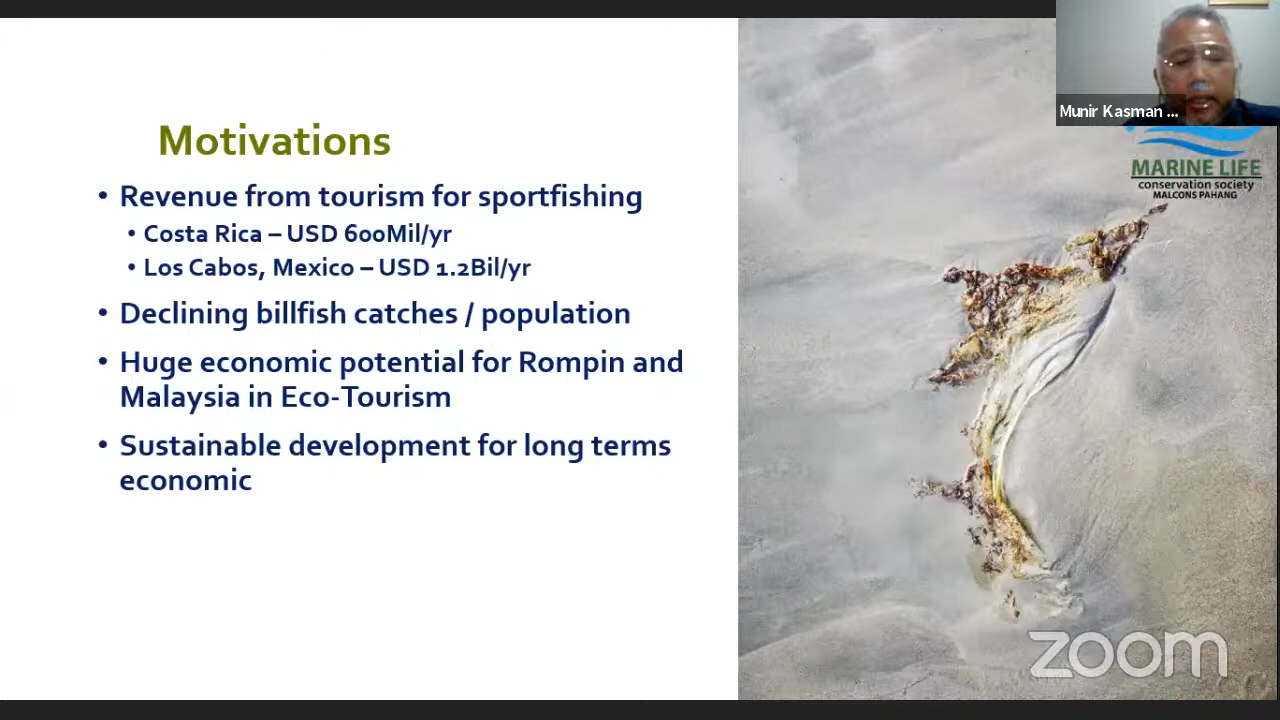 Motivations
• Revenue from tourism for sportfishing
• Costa Rica – USD 600Mil/yr
• Los Cabos, Mexico – USD 1.2Bil/yr
• Declining billfish catches / population
• Huge economic potential for Rompin and
Malaysia in Eco-Tourism
• Sustainable development for long terms
economic
Munir Kasman ...
MARINE LIFE
conservation society
MALCONS PAHANG
zoom